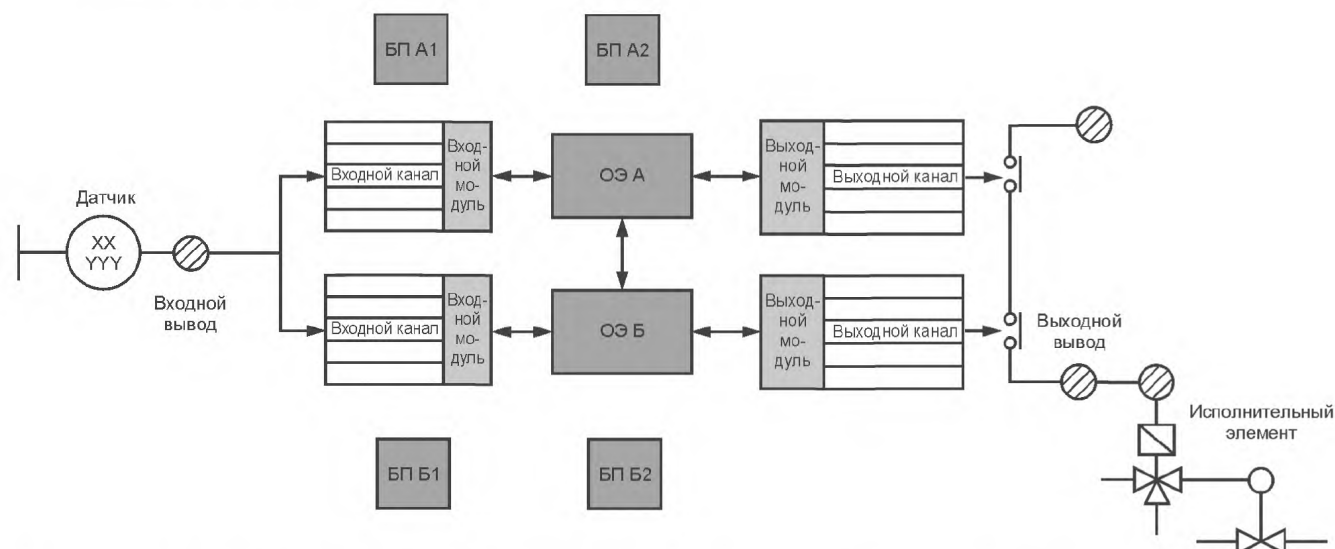 БП А1
БП А2
Входной канал
Вход-
ной
мо-
дуль
ОЭ А
Выход-
ной
мо-
дуль
Выходной канал
Датчик
XX
YYY
Входной
вывод
Входной канал
Вход-
ной
мо-
дуль
ОЭ Б
Выход-
ной
мо-
дуль
Выходной канал
Выходной
вывод
Исполнительный
элемент
БП Б1
БП Б2